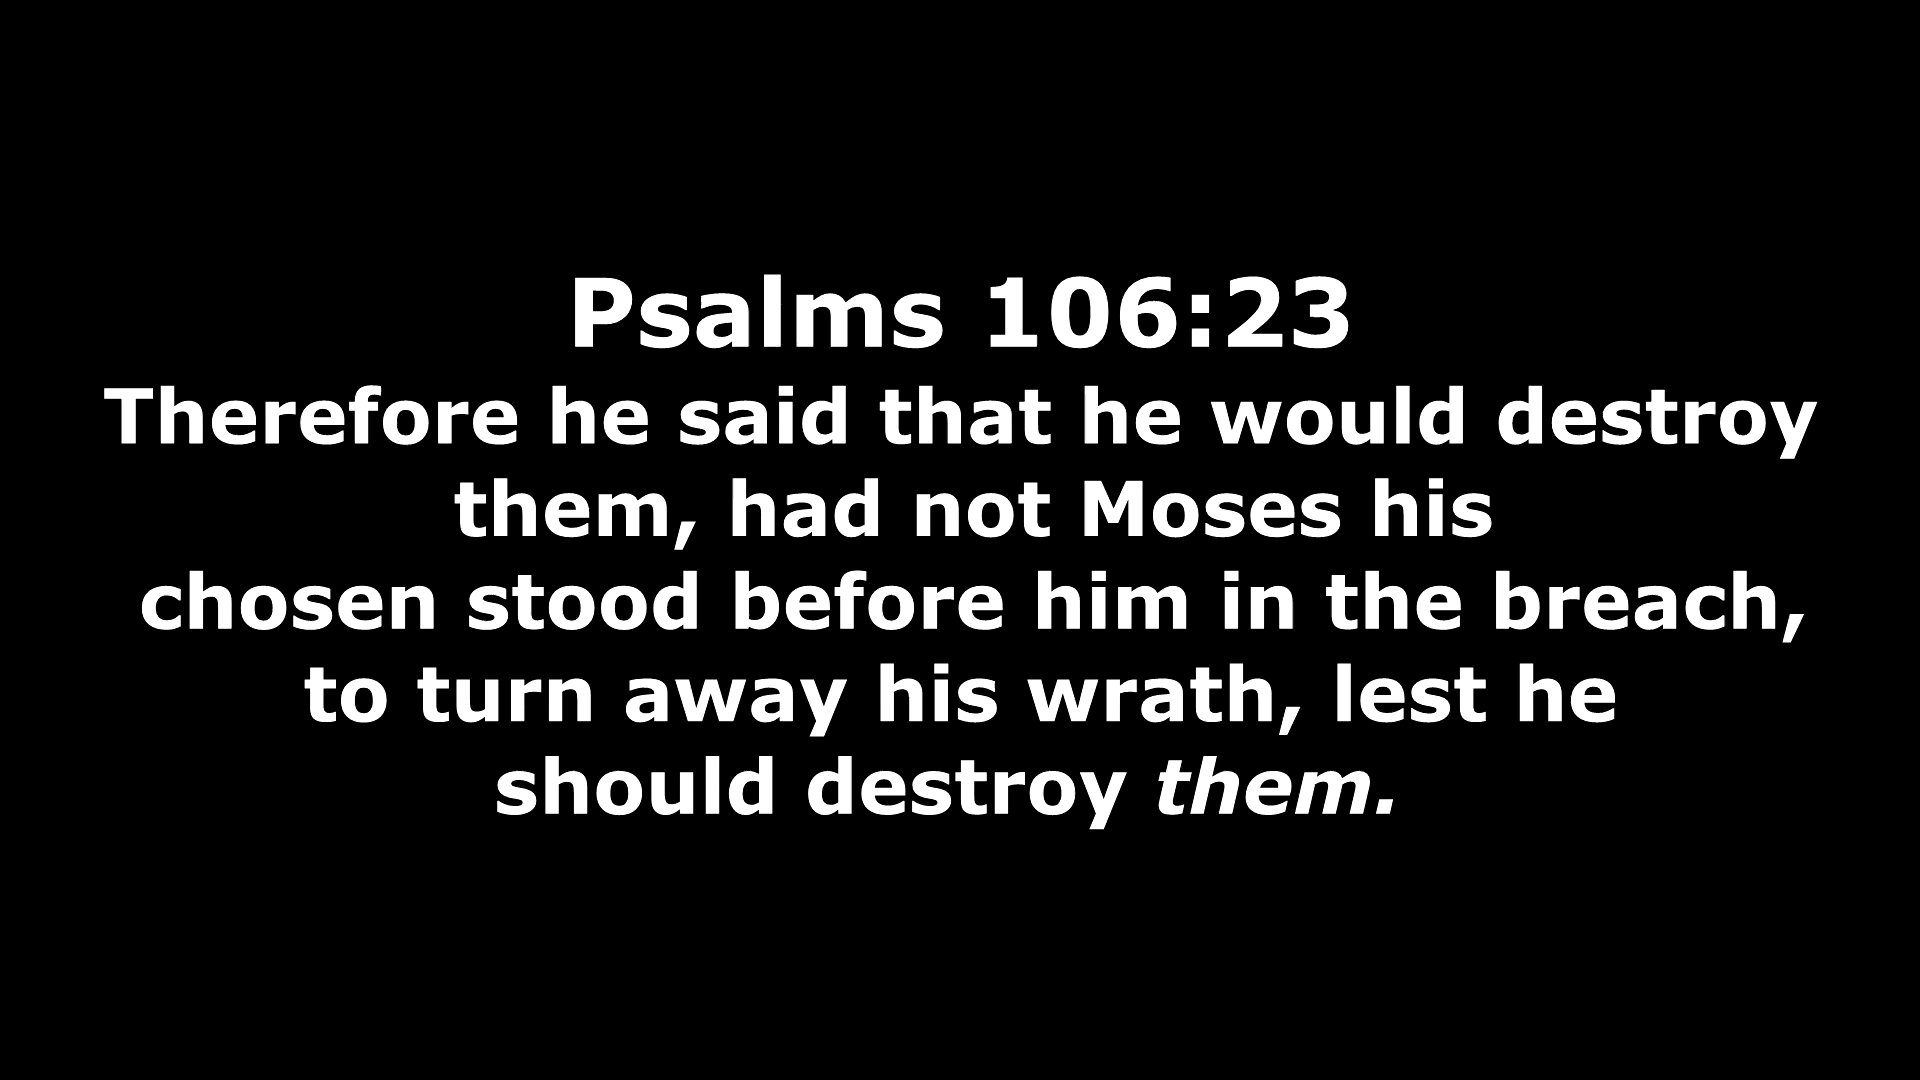 Psalms 106:23
Therefore he said that he would destroy
them, had not Moses his
chosen stood before him in the breach,
to turn away his wrath, lest he
should destroy them.